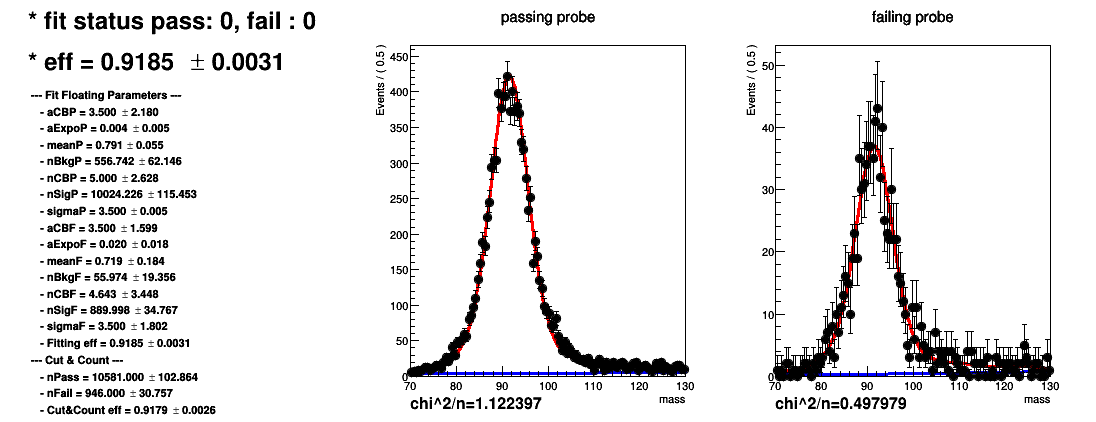 * fit status pass: 0, fail : 0
* eff = 0.9185 ± 0.0031
--- Fit Floating Parameters ---
- aCBP = 3.500 ± 2.180
- aExpoP = 0.004 ± 0.005
- meanP = 0.791 ± 0.055
- nBkgP = 556.742 ± 62.146
- nCBP = 5.000 ± 2.628
- nSigP = 10024.226 ± 115.453
- sigmaP = 3.500 ± 0.005
- aCBF = 3.500 ± 1.599
- aExpoF = 0.020 ± 0.018
- meanF = 0.719 ± 0.184
- nBkgF = 55.974 ± 19.356
- nCBF = 4.643 ± 3.448
- nSigF = 889.998 ± 34.767
- sigmaF = 3.500 ± 1.802
- Fitting eff = 0.9185 ± 0.0031
--- Cut & Count ---
- nPass = 10581.000 ± 102.864
- nFail = 946.000 ± 30.757
- Cut&Count eff = 0.9179 ± 0.0026
passing probe
Events / ( 0.5 )
450
400
350
300
250
200
150
100
50
0
70 80 90 100 110 120 130
mass
chi^2/n=1.122397
failing probe
Events / ( 0.5 )
50
40
30
20
10
0
70 80 90 100 110 120 130
mass
chi^2/n=0.497979